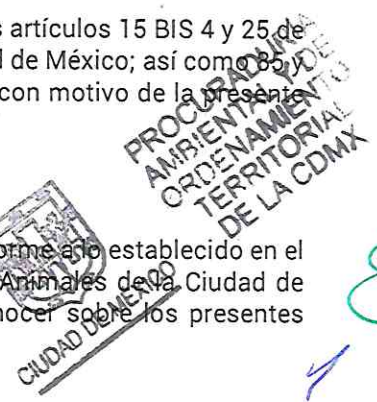 s artículos 15 BIS 4 y 25 de
d de México; así como 85 y
con motivo de la presente
PROCURADURÍA
AMBIENTAL Y DE
ORDENAMIENTO
TERRITORIAL
DE LA CDMX
orme a lo establecido en el
Animales de la Ciudad de
nocer sobre los presentes
CIUDAD DE MÉXICO